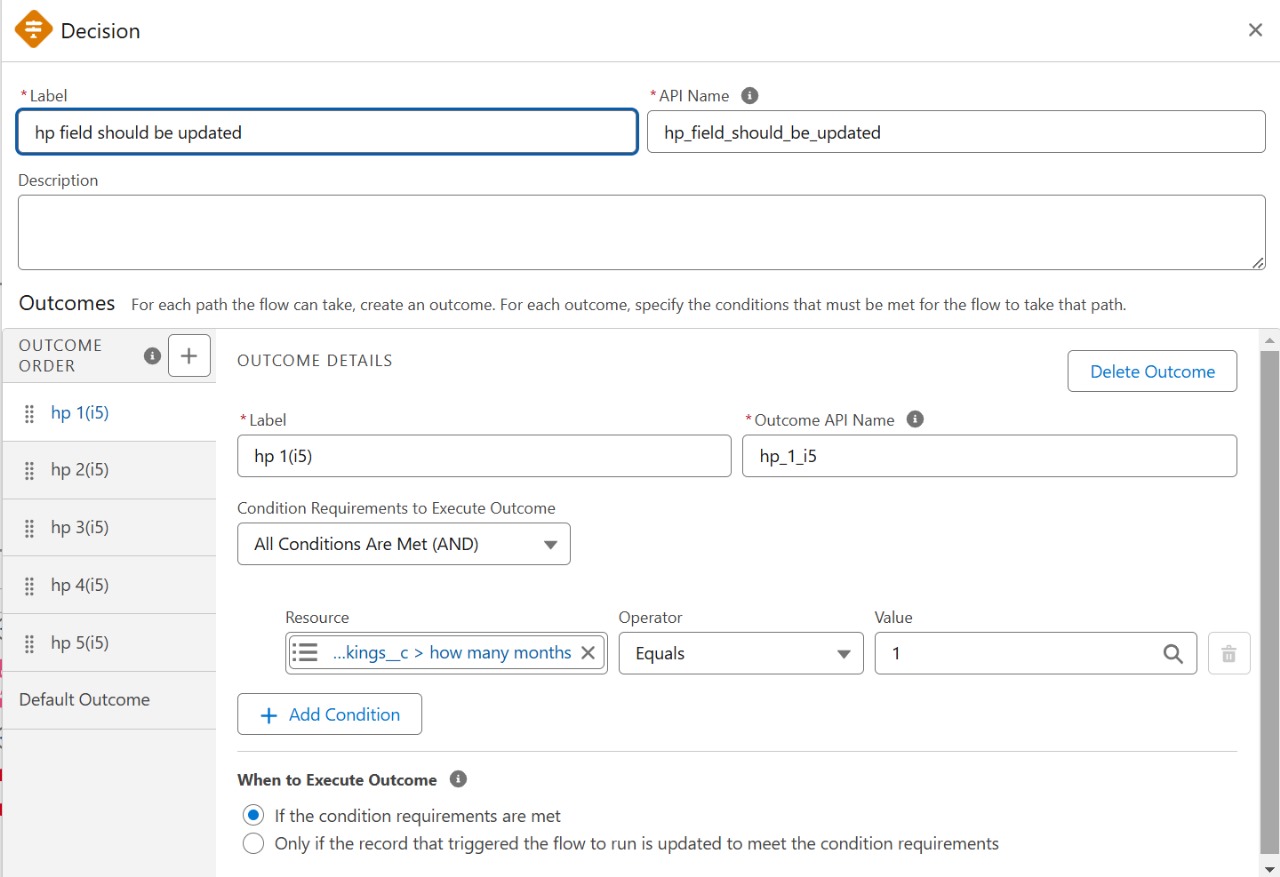 Decision
* Label
* API Name
hp field should be updated
hp_field_should_be_updated
Description
Outcomes For each path the flow can take, create an outcome. For each outcome, specify the conditions that must be met for the flow to take that path.
OUTCOME
ORDER
OUTCOME DETAILS
Delete Outcome
hp 1(i5)
hp 2(i5)
hp 3(i5)
hp 4(i5)
hp 5(i5)
Default Outcome
* Label
* Outcome API Name
hp 1(i5)
hp_1_i5
Condition Requirements to Execute Outcome
All Conditions Are Met (AND)
Resource
Operator
Value
...kings__c > how many months
Equals
1
Add Condition
When to Execute Outcome
If the condition requirements are met
Only if the record that triggered the flow to run is updated to meet the condition requirements